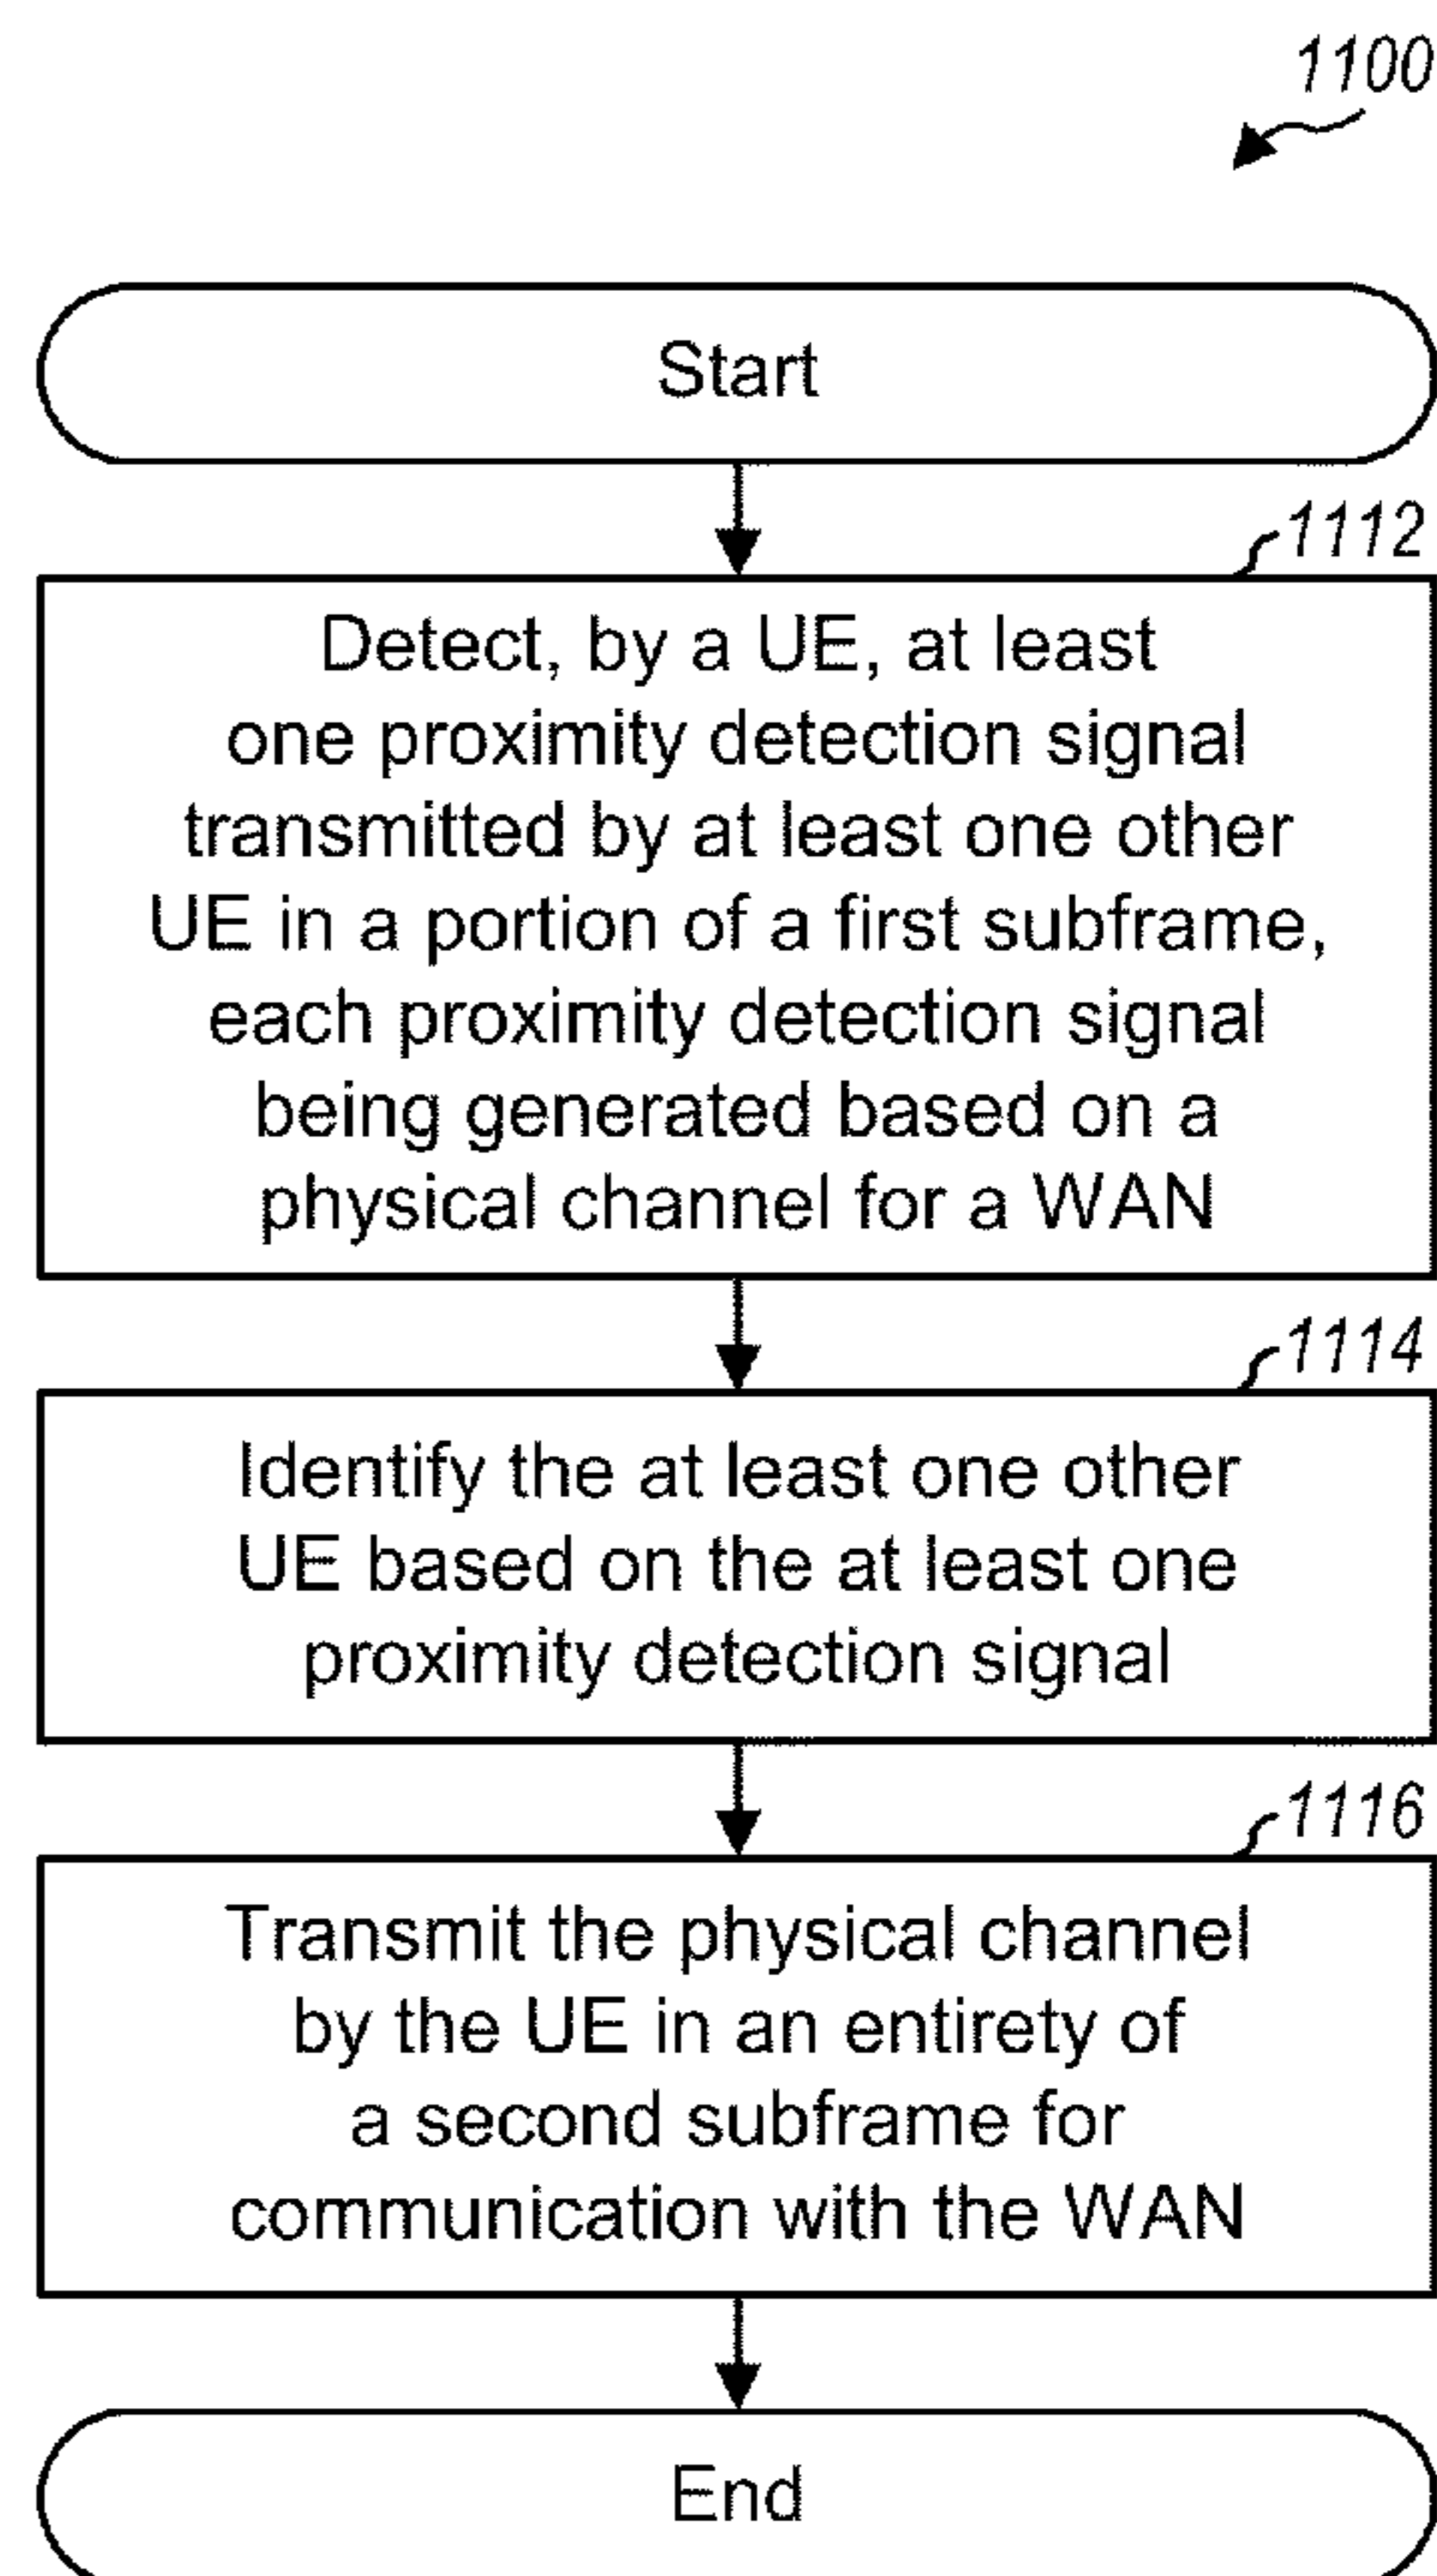 1100
Start
1112
Detect, by a UE, at least
one proximity detection signal
transmitted by at least one other
UE in a portion of a first subframe,
each proximity detection signal
being generated based on a
physical channel for a WAN
1114
Identify the at least one other
UE based on the at least one
proximity detection signal
1116
Transmit the physical channel
by the UE in an entirety of
a second subframe for
communication with the WAN
End